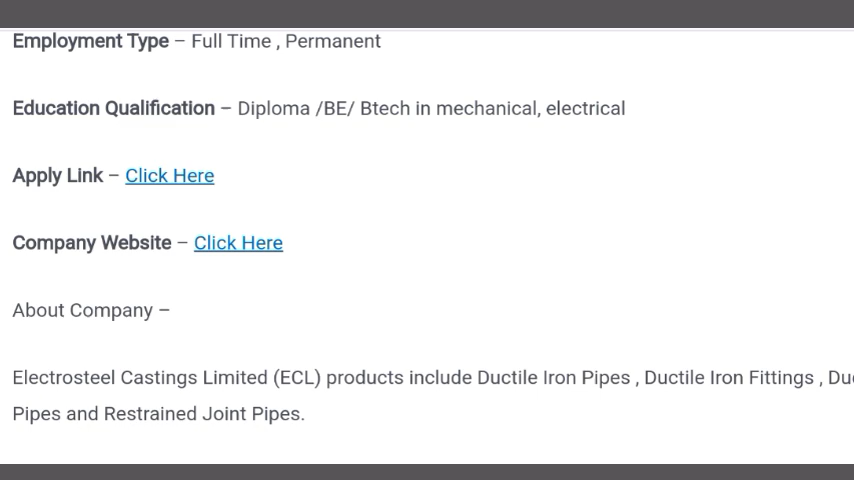 Employment Type – Full Time , Permanent
Education Qualification – Diploma /BE/ Btech in mechanical, electrical
Apply Link – Click Here
Company Website – Click Here
About Company –
Electrosteel Castings Limited (ECL) products include Ductile Iron Pipes , Ductile Iron Fittings ,
Pipes and Restrained Joint Pipes.